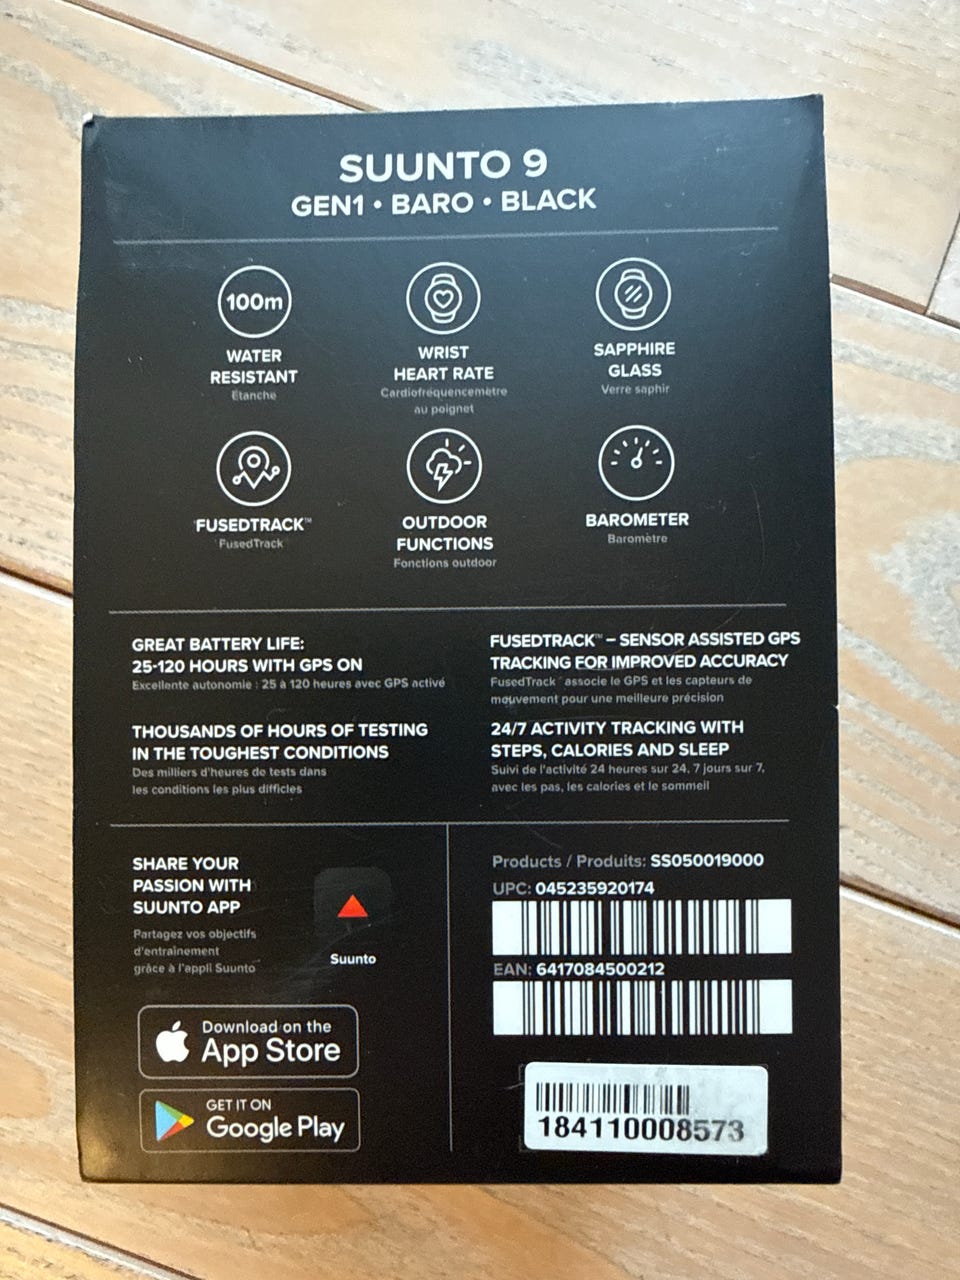 SUUNTO 9
GEN1 • BARO • BLACK
100m
WATER
RESISTANT
Étanche
WRIST
HEART RATE
Cardiofréquencemètre
au poignet
SAPPHIRE
GLASS
Verre saphir
FUSEDTRACK™
FusedTrack
OUTDOOR
FUNCTIONS
Fonctions outdoor
BAROMETER
Baromètre
GREAT BATTERY LIFE:
25-120 HOURS WITH GPS ON
Excellente autonomie : 25 à 120 heures avec GPS activé
THOUSANDS OF HOURS OF TESTING
IN THE TOUGHEST CONDITIONS
Des milliers d'heures de tests dans
les conditions les plus difficles
FUSEDTRACK™ – SENSOR ASSISTED GPS
TRACKING FOR IMPROVED ACCURACY
FusedTrack™ associe le GPS et les capteurs de
mouvement pour une meilleure précision
24/7 ACTIVITY TRACKING WITH
STEPS, CALORIES AND SLEEP
Suivi de l'activité 24 heures sur 24, 7 jours sur 7,
avec les pas, les calories et le sommeil
SHARE YOUR
PASSION WITH
SUUNTO APP
Partagez vos objectifs
d'entraînement
grâce à l'appli Suunto
Suunto
Download on the
App Store
GET IT ON
Google Play
Products / Produits: SS050019000
UPC: 045235920174
EAN: 6417084500212
184110008573